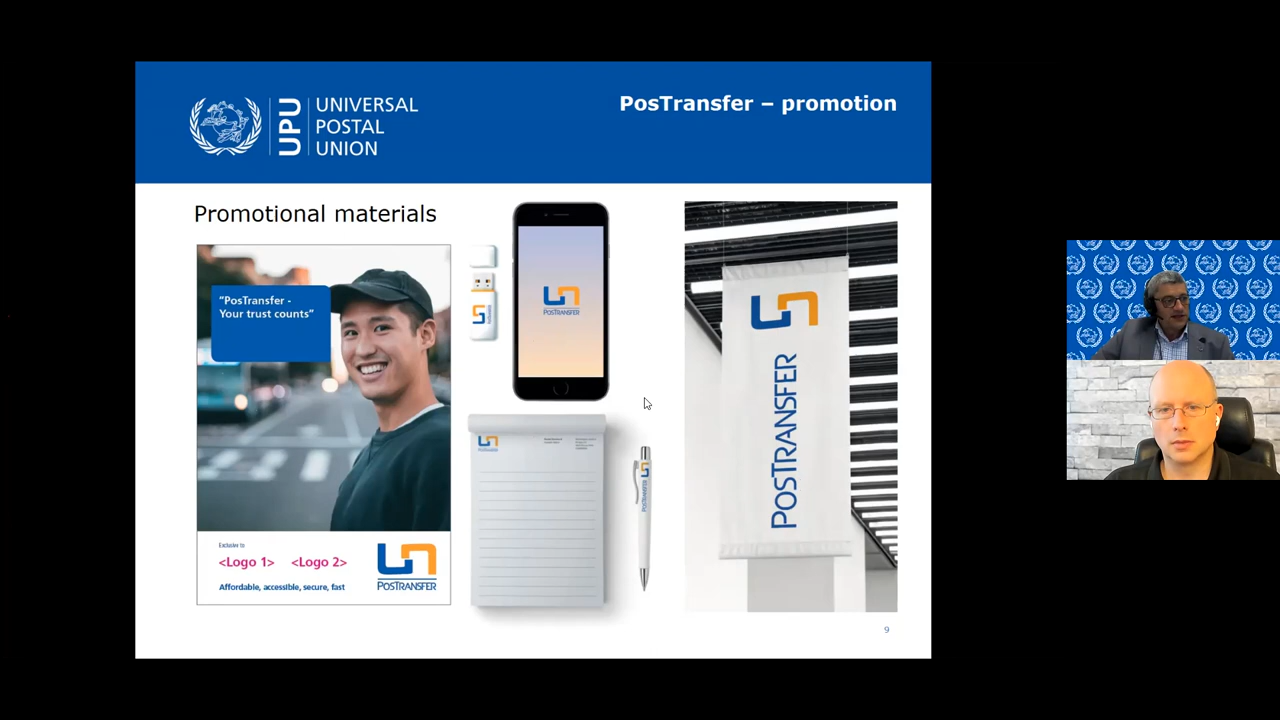 UPU
UNIVERSAL
POSTAL
UNION
PosTransfer – promotion
Promotional materials
“PosTransfer -
Your trust counts”
Exclusive to
<Logo 1> <Logo 2>
Affordable, accessible, secure, fast
POSTRANSFER
POSTRANSFER
POSTRANSFER
POSTRANSFER
9